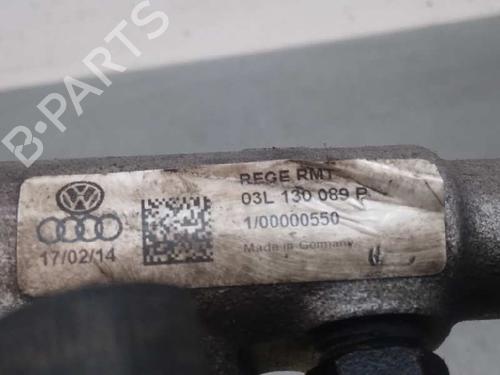 B-PARTS
REGE RMT
03L 130 089 P
1/00000550
17/02/14
Made in Germany